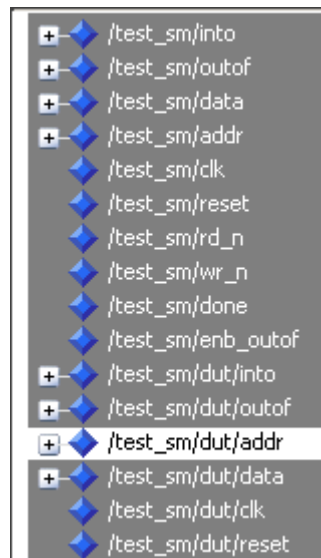 /test_sm/into
/test_sm/outof
/test_sm/data
/test_sm/addr
/test_sm/clk
/test_sm/reset
/test_sm/rd_n
/test_sm/wr_n
/test_sm/done
/test_sm/enb_outof
/test_sm/dut/into
/test_sm/dut/outof
/test_sm/dut/addr
/test_sm/dut/data
/test_sm/dut/clk
/test_sm/dut/reset